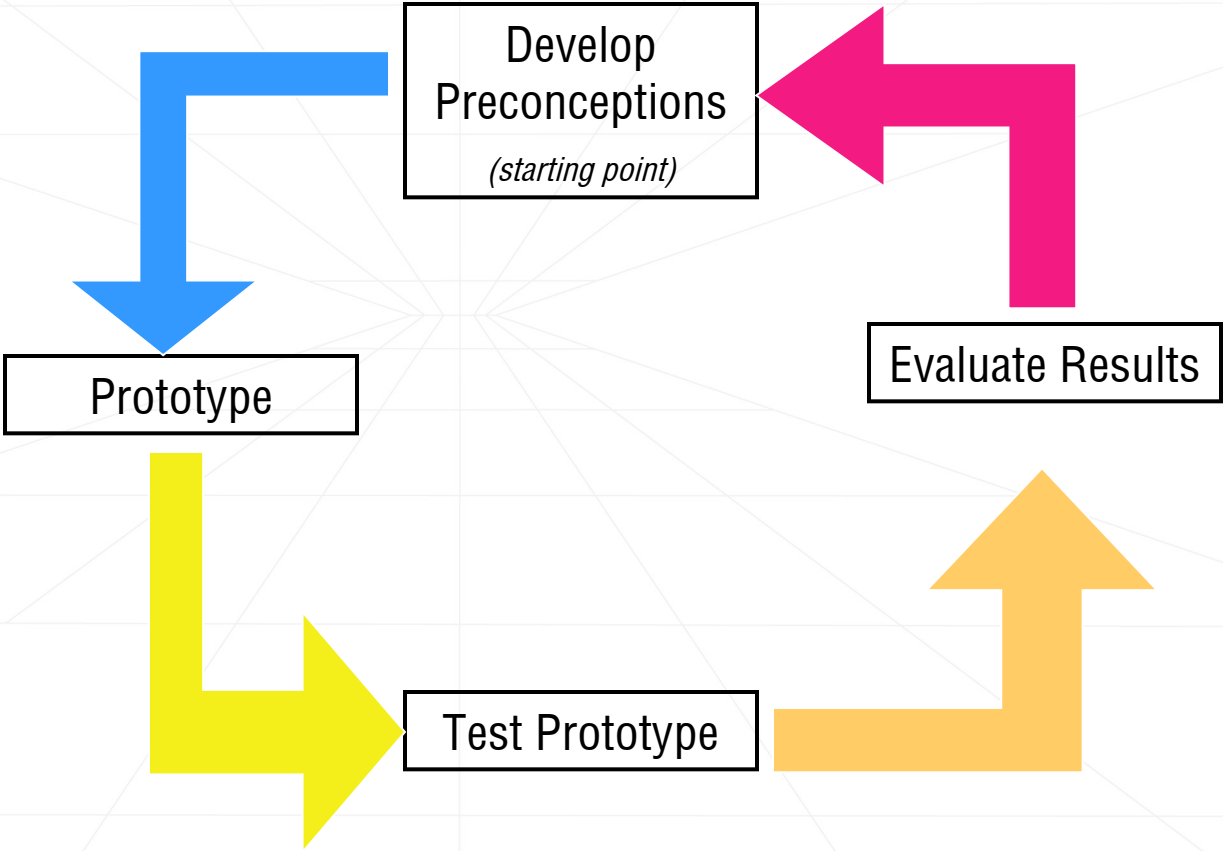 Develop
Preconceptions
(starting point)
Prototype
Evaluate Results
Test Prototype